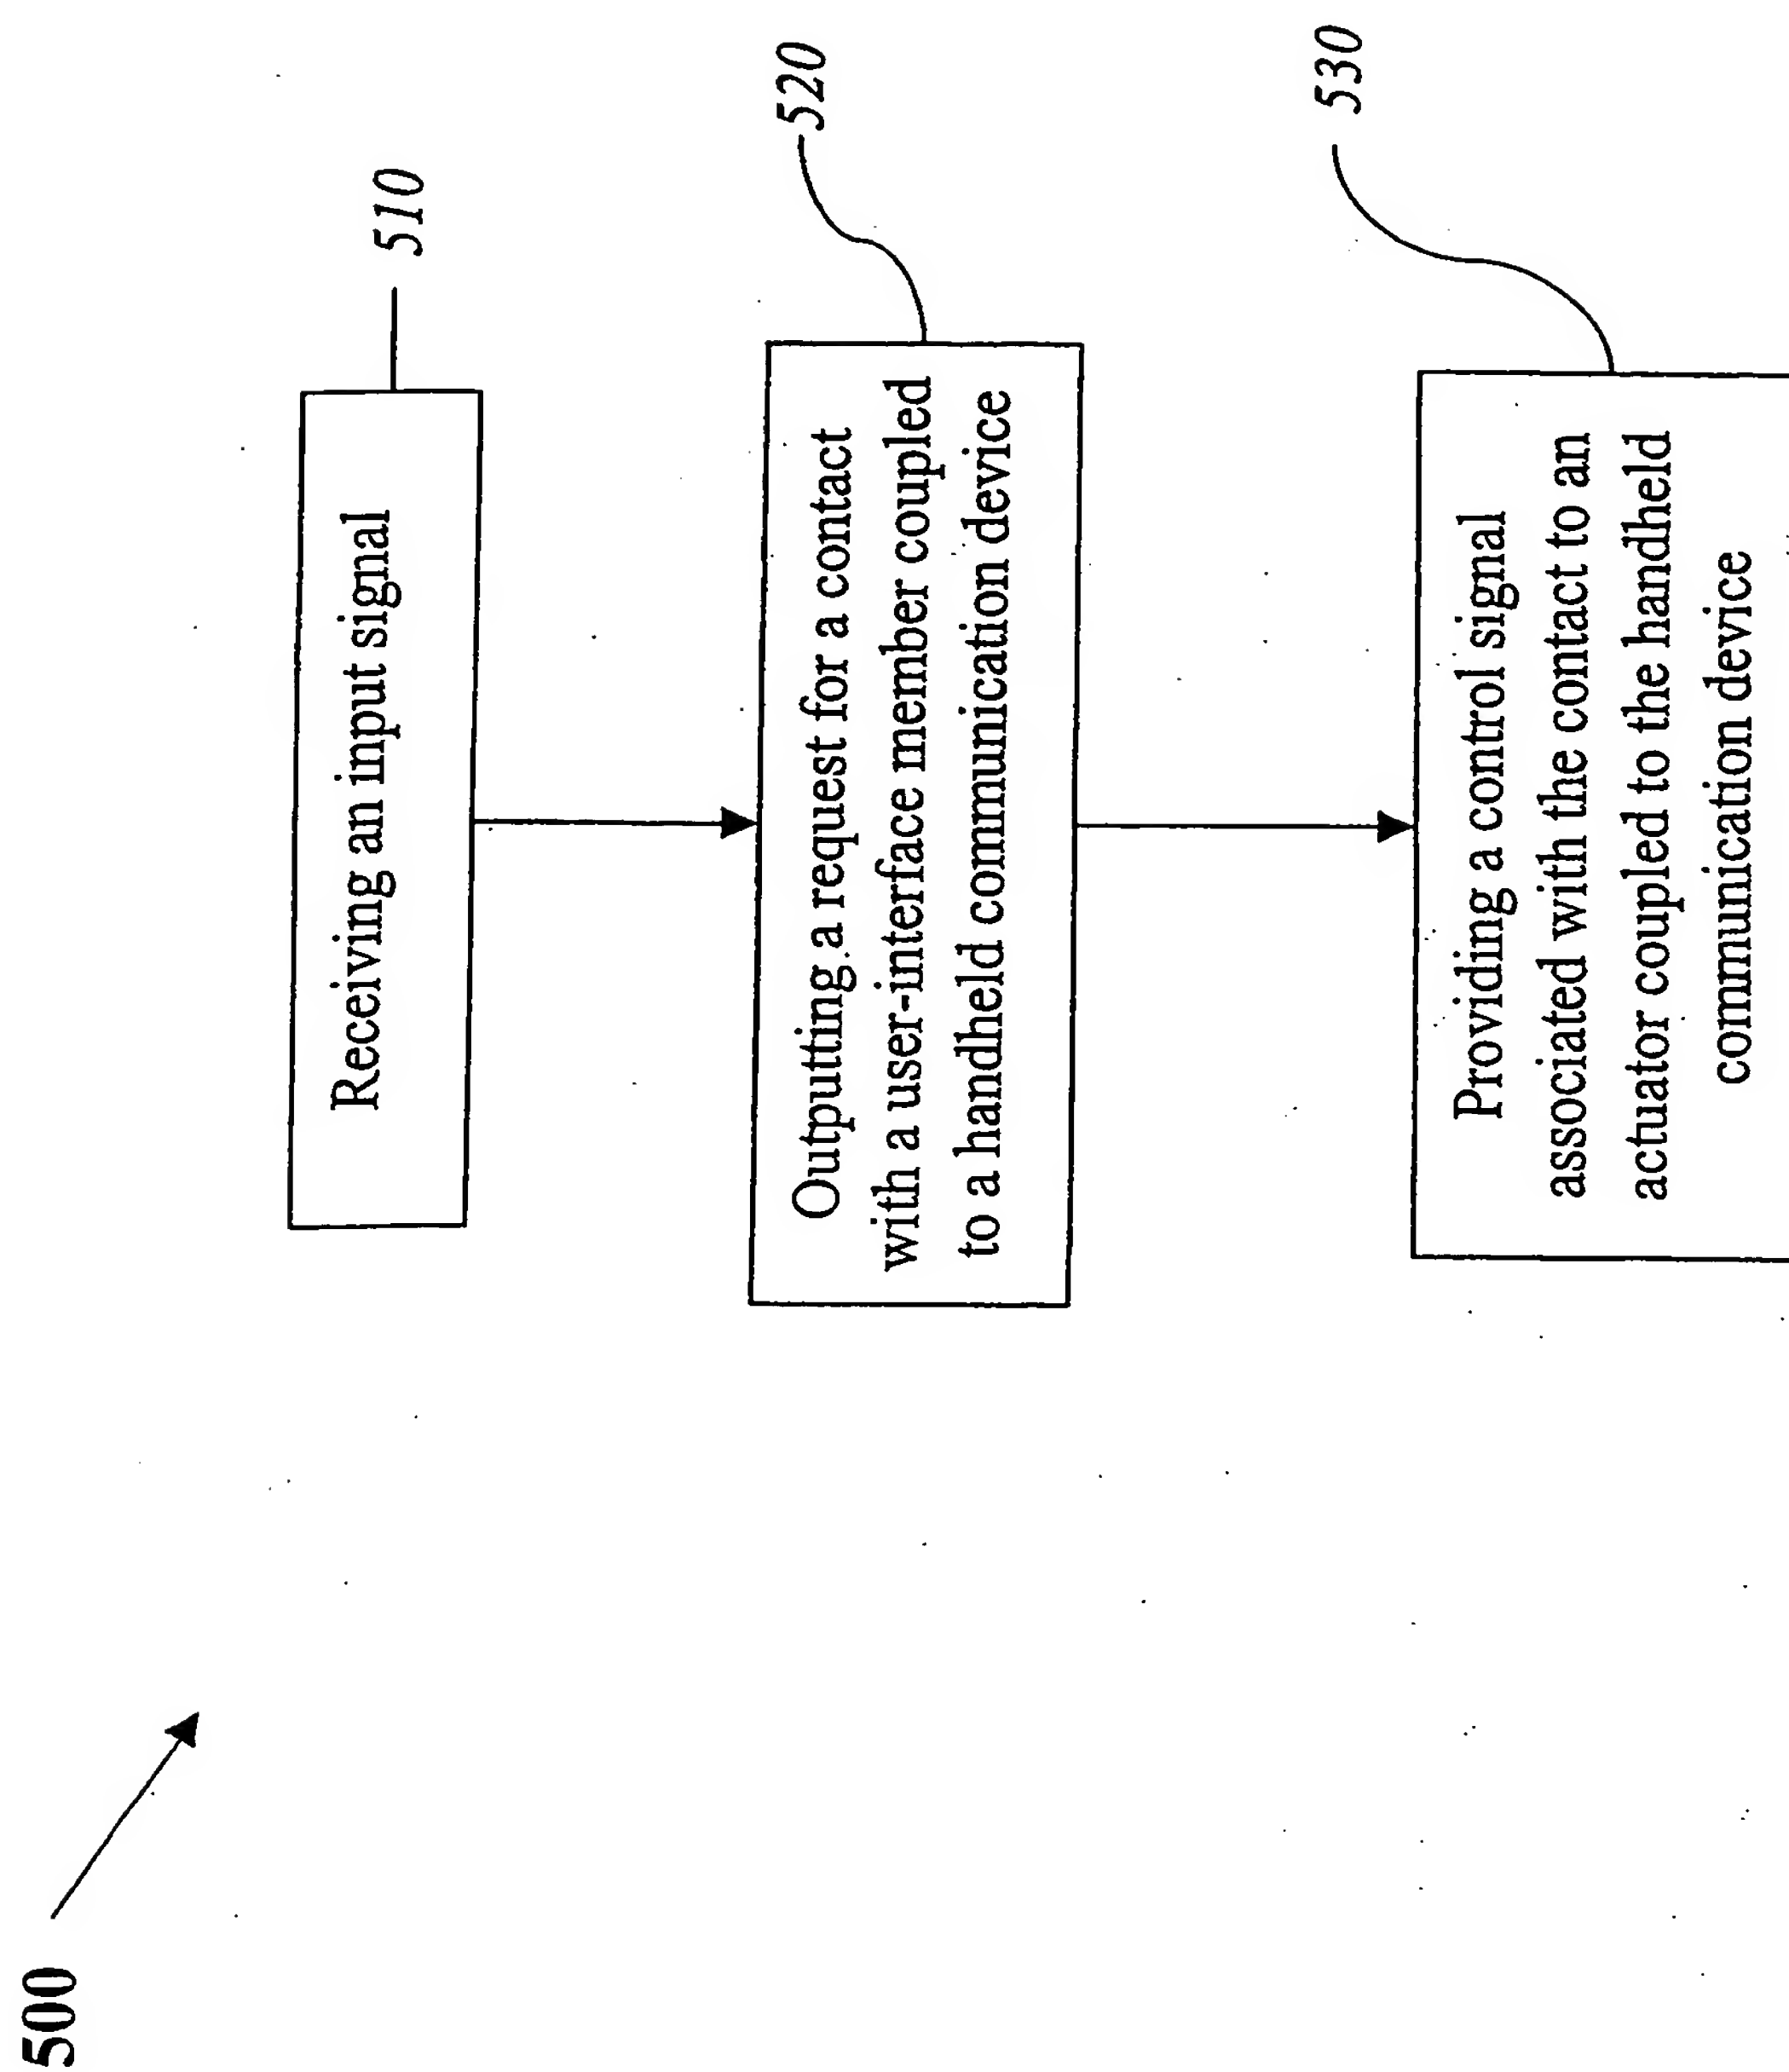 500
Receiving an input signal
510
Outputting a request for a contact
with a user-interface member coupled
to a handheld communication device
520
Providing a control signal
associated with the contact to an
actuator coupled to the handheld
communication device
530